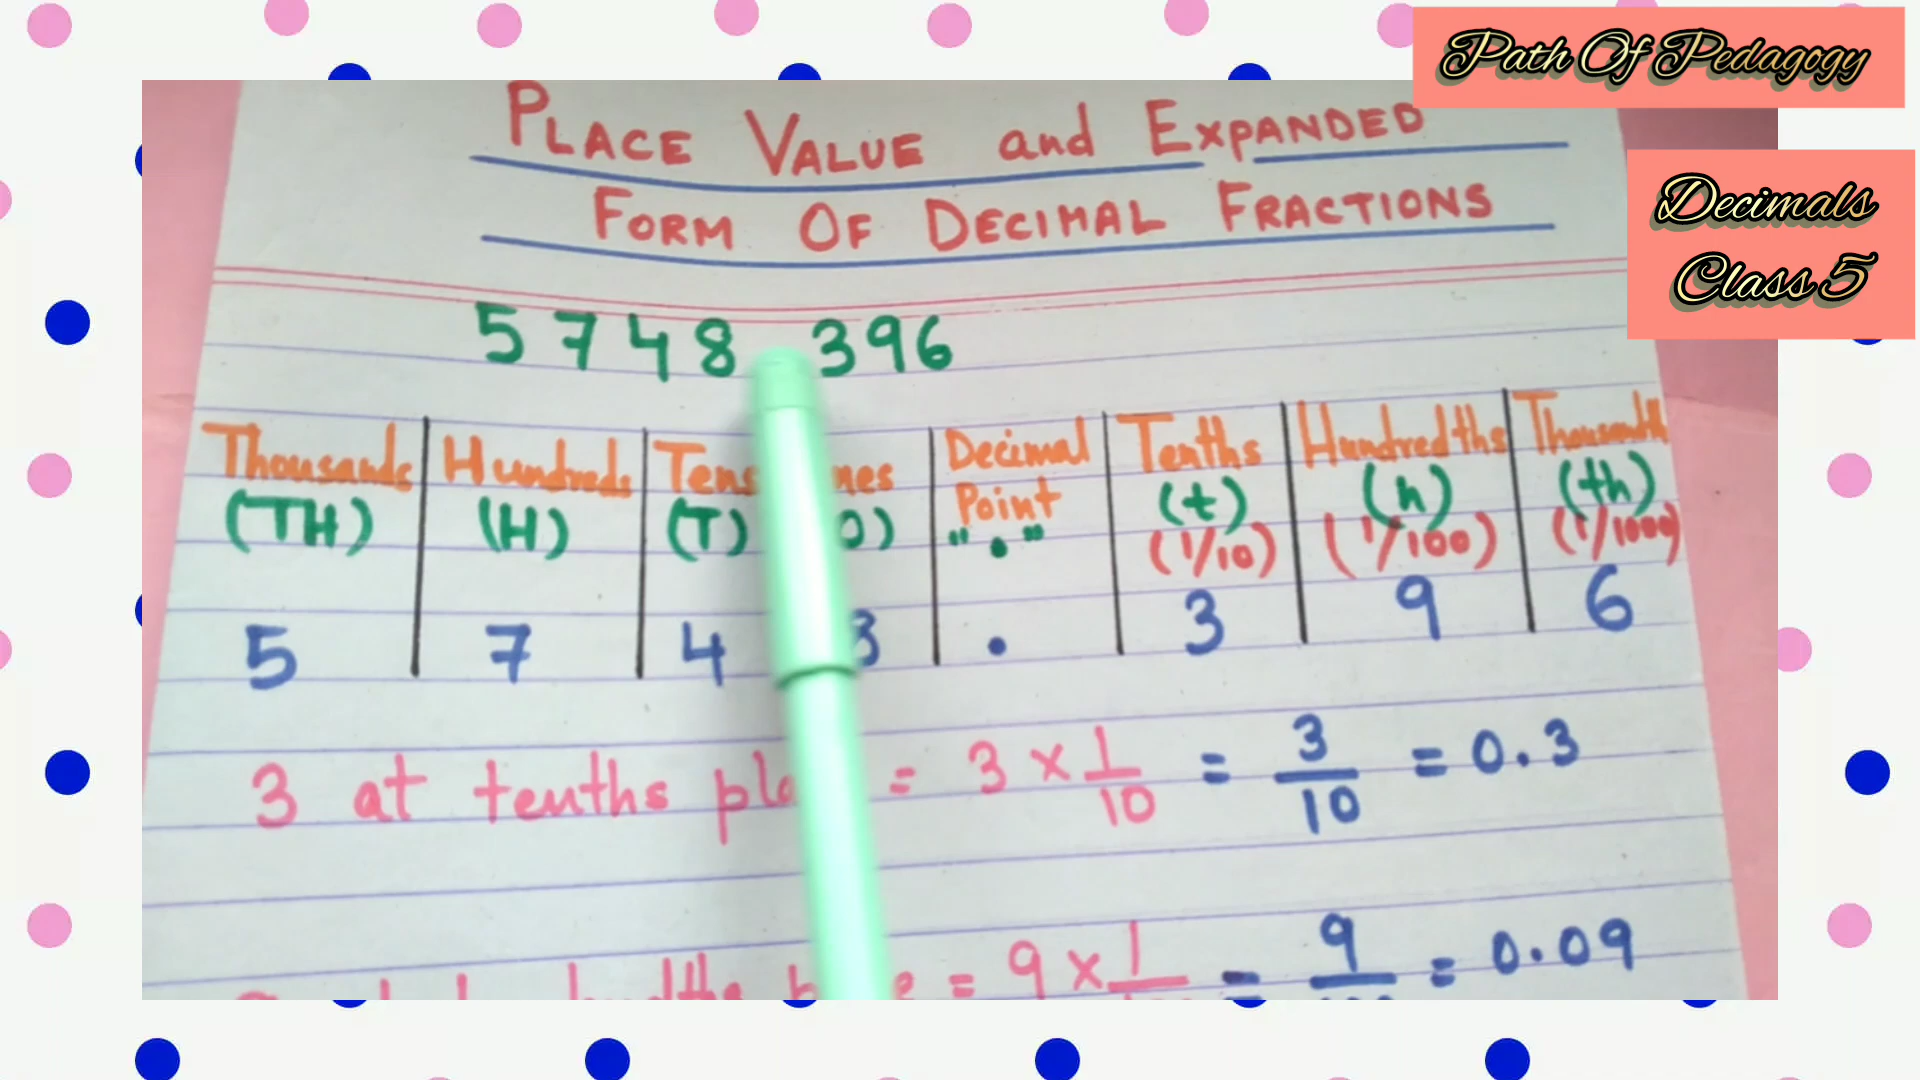 Path Of Pedagogy
Decimals
Class 5
PLACE VALUE and EXPANDED
FORM OF DECIMAL FRACTIONS
5748 396
Thousands Hundreds Tens Decimal Tenths Hundredths
(TH) (H) (T) Point (t) (h) (th)
"." (1/10) (1/100) (1/1000)
5 7 4 . 3 9 6
3 at tenths = 3 × 1/10 = 3/10 = 0.3
= 9 × = = 0.09